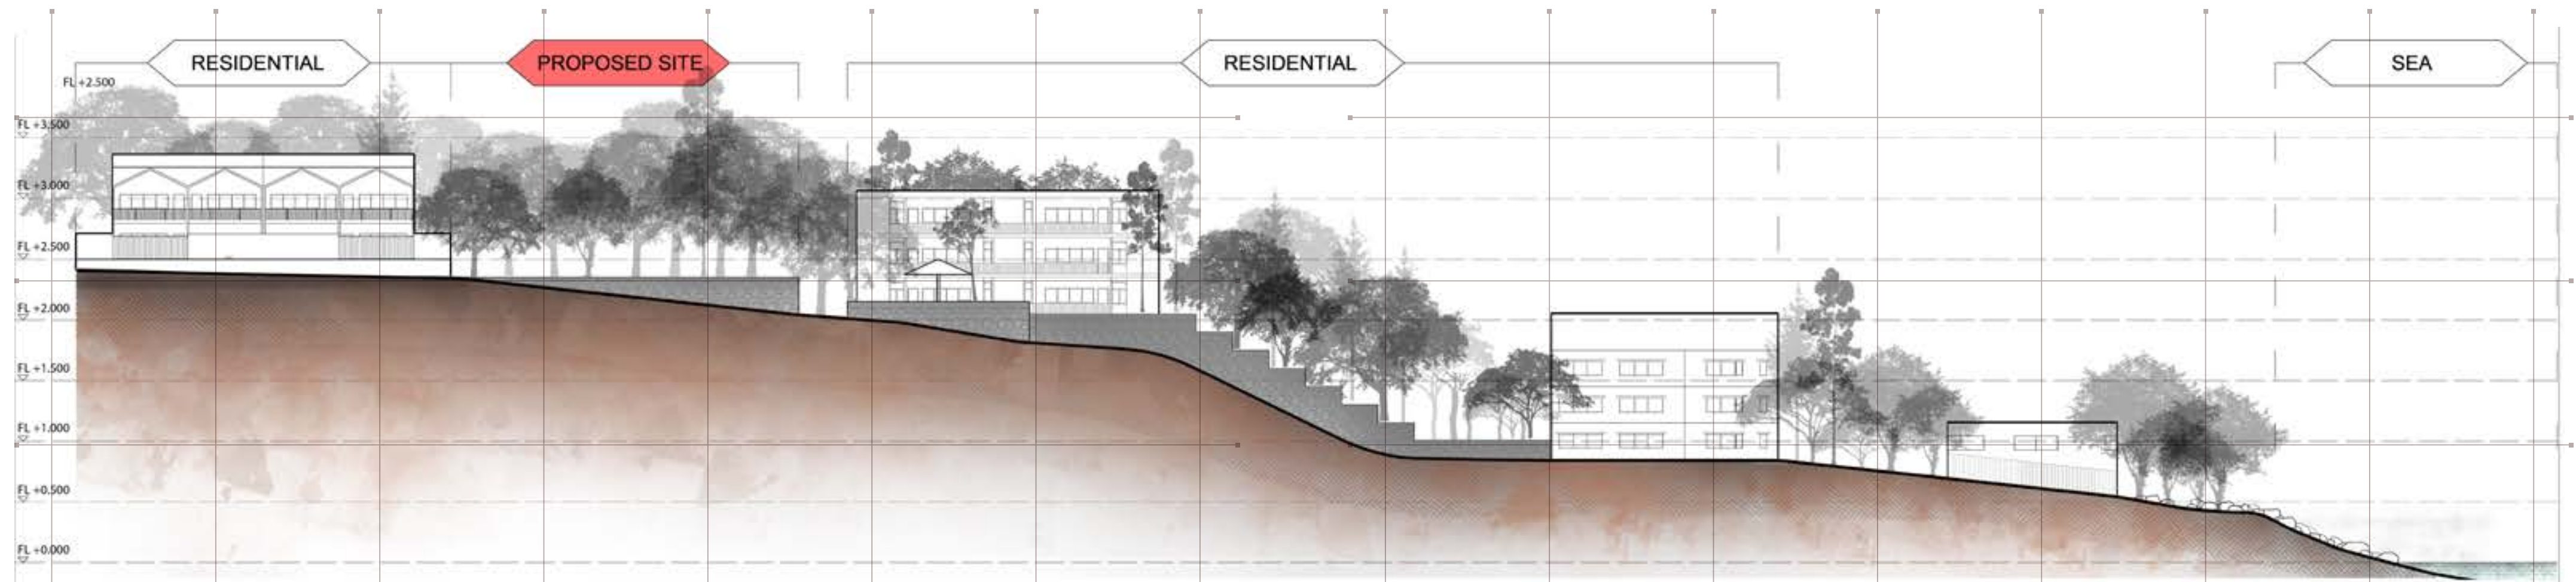 RESIDENTIAL
PROPOSED SITE
RESIDENTIAL
SEA
FL +2.500
FL +3.500
FL +3.000
FL +2.500
FL +2.000
FL +1.500
FL +1.000
FL +0.500
FL +0.000